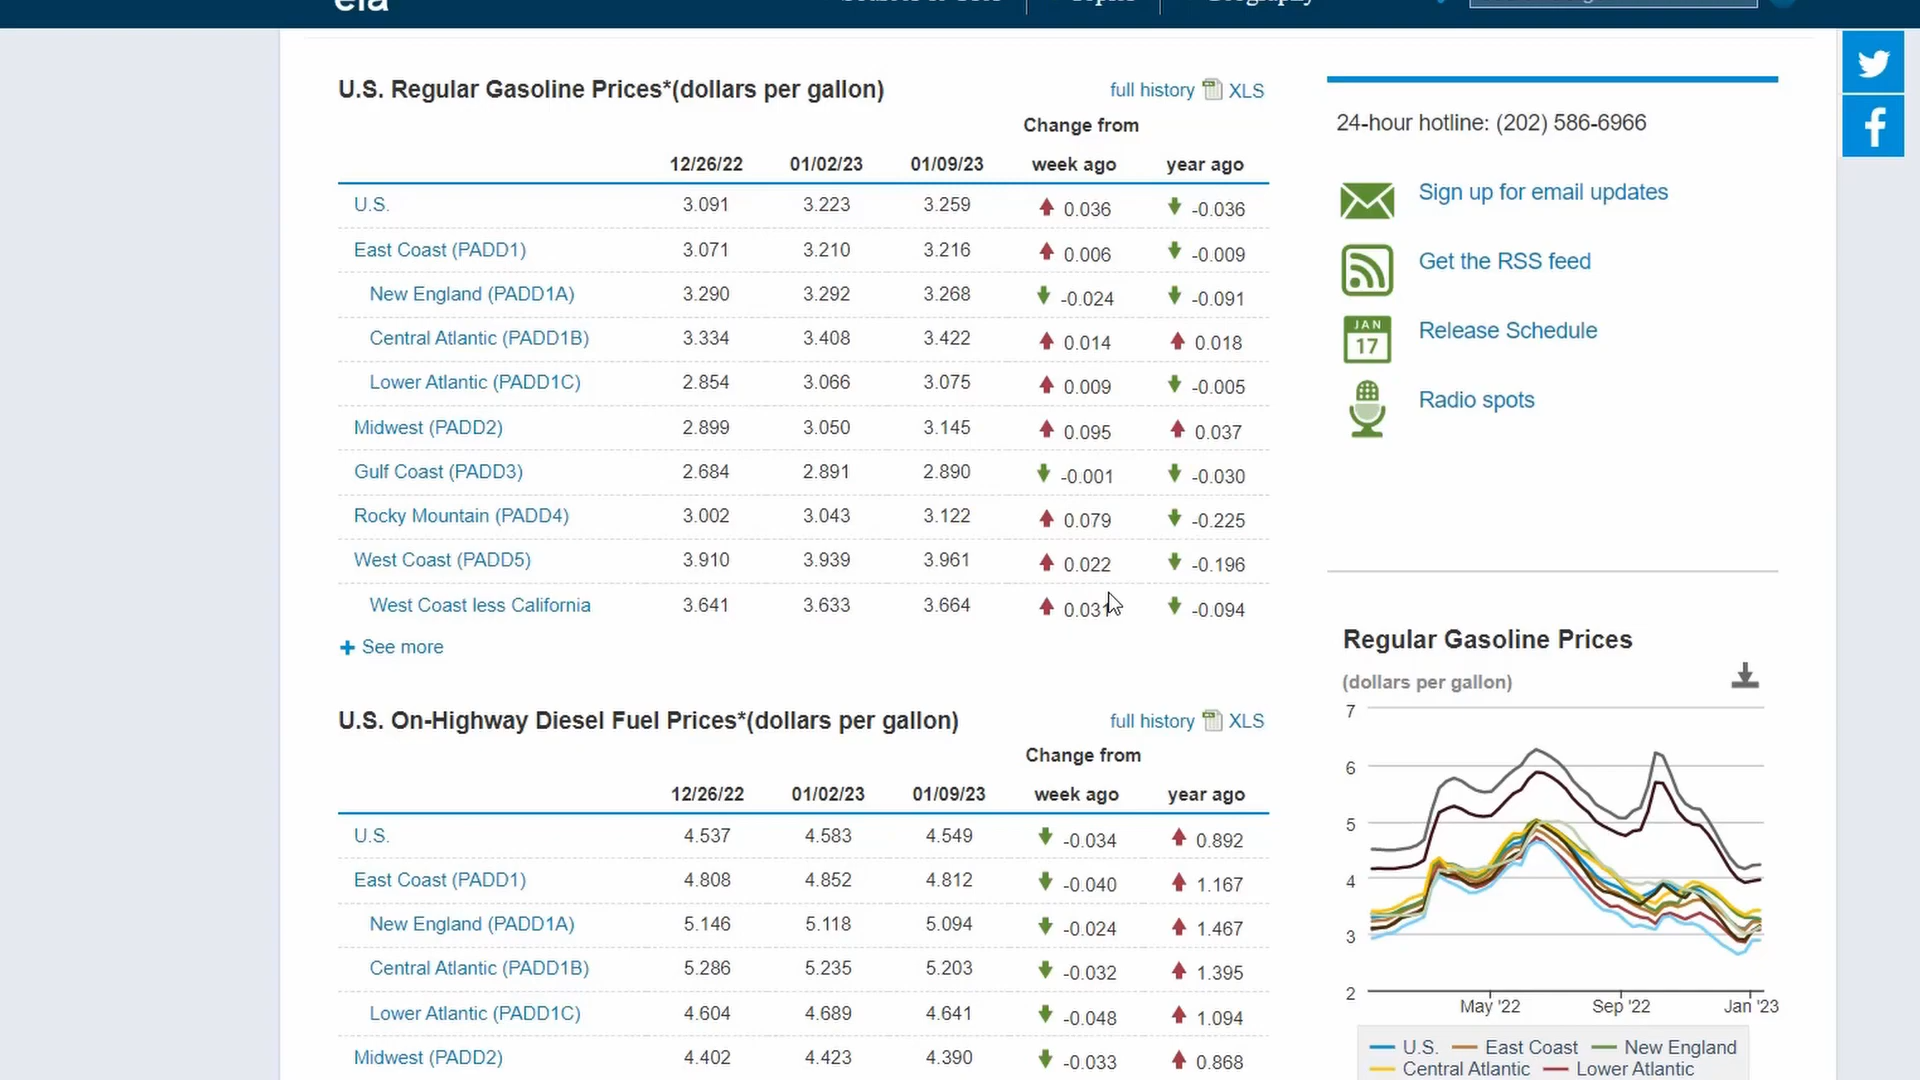 eia
U.S. Regular Gasoline Prices*(dollars per gallon) full history XLS
Change from
12/26/22 01/02/23 01/09/23 week ago year ago
U.S. 3.091 3.223 3.259 0.036 -0.036
East Coast (PADD1) 3.071 3.210 3.216 0.006 -0.009
New England (PADD1A) 3.290 3.292 3.268 -0.024 -0.091
Central Atlantic (PADD1B) 3.334 3.408 3.422 0.014 0.018
Lower Atlantic (PADD1C) 2.854 3.066 3.075 0.009 -0.005
Midwest (PADD2) 2.899 3.050 3.145 0.095 0.037
Gulf Coast (PADD3) 2.684 2.891 2.890 -0.001 -0.030
Rocky Mountain (PADD4) 3.002 3.043 3.122 0.079 -0.225
West Coast (PADD5) 3.910 3.939 3.961 0.022 -0.196
West Coast less California 3.641 3.633 3.664 0.031 -0.094
See more
U.S. On-Highway Diesel Fuel Prices*(dollars per gallon) full history XLS
Change from
12/26/22 01/02/23 01/09/23 week ago year ago
U.S. 4.537 4.583 4.549 -0.034 0.892
East Coast (PADD1) 4.808 4.852 4.812 -0.040 1.167
New England (PADD1A) 5.146 5.118 5.094 -0.024 1.467
Central Atlantic (PADD1B) 5.286 5.235 5.203 -0.032 1.395
Lower Atlantic (PADD1C) 4.604 4.689 4.641 -0.048 1.094
Midwest (PADD2) 4.402 4.423 4.390 -0.033 0.868
24-hour hotline: (202) 586-6966
Sign up for email updates
Get the RSS feed
JAN
17
Release Schedule
Radio spots
Regular Gasoline Prices
(dollars per gallon)
7
6
5
4
3
2
May '22 Sep '22 Jan '23
U.S. East Coast New England
Central Atlantic Lower Atlantic